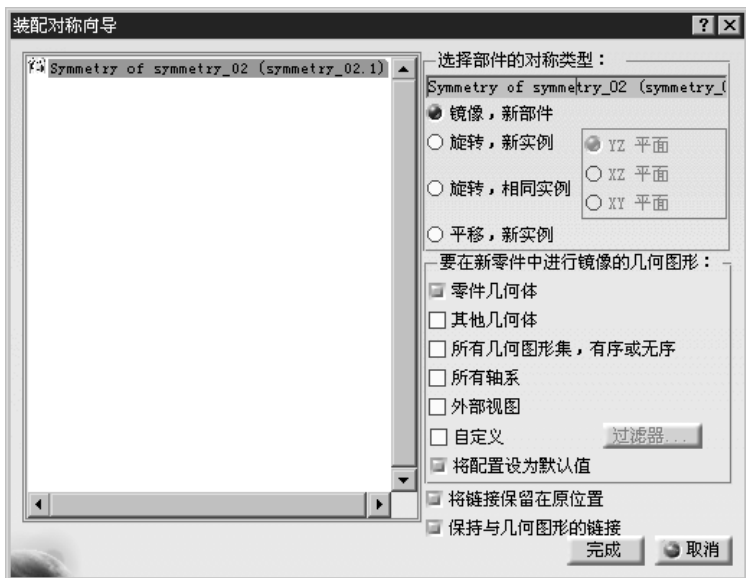 装配对称向导
Symmetry of symmetry_02 (symmetry_02.1)
选择部件的对称类型：
Symmetry of symmetry_02 (symmetry_(
镜像，新部件
旋转，新实例
YZ 平面
XZ 平面
旋转，相同实例
XY 平面
平移，新实例
要在新零件中进行镜像的几何图形：
零件几何体
其他几何体
所有几何图形集，有序或无序
所有轴系
外部视图
自定义
过滤器...
将配置设为默认值
将链接保留在原位置
保持与几何图形的链接
完成
取消